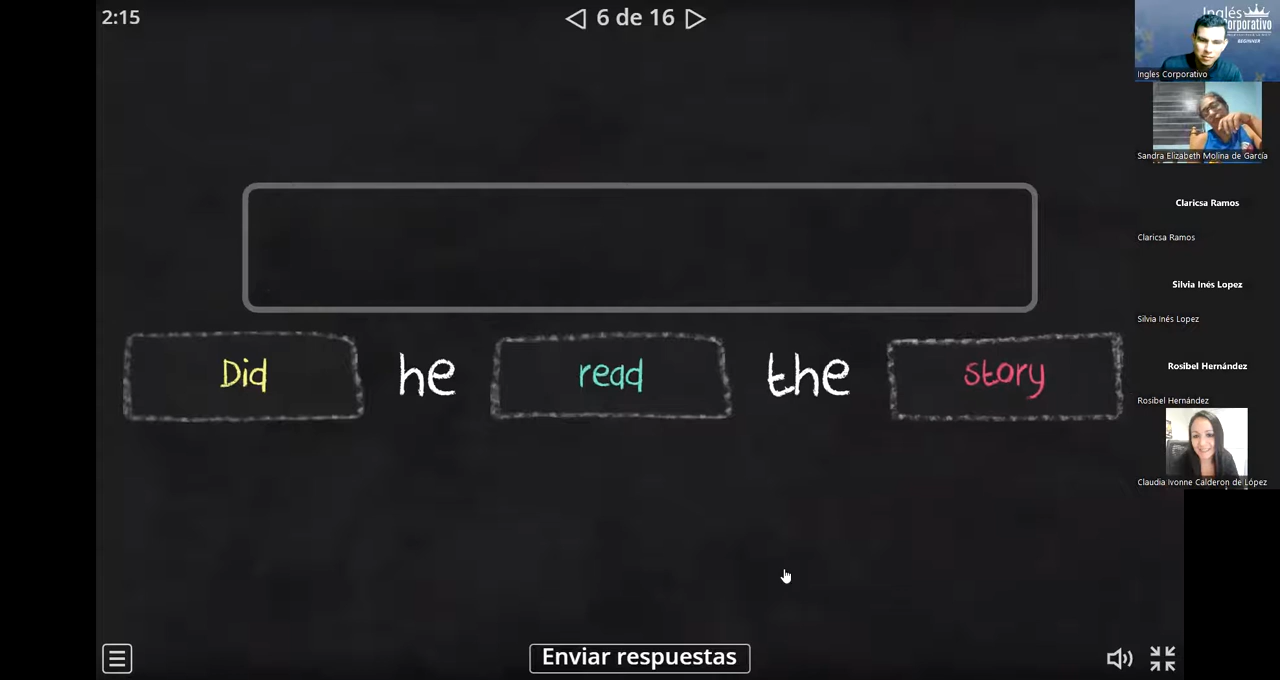 2:15
6 de 16
Inglés
Corporativo
BEGINNER
Ingles Corporativo
Sandra Elizabeth Molina de García
Claricsa Ramos
Claricsa Ramos
Silvia Inés Lopez
Silvia Inés Lopez
Rosibel Hernández
Rosibel Hernández
Claudia Ivonne Calderon de López
Did he read the story
Enviar respuestas